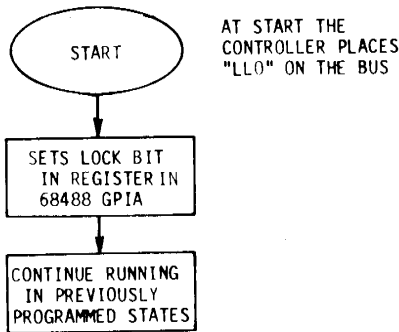 START
AT START THE
CONTROLLER PLACES
"LLO" ON THE BUS
SETS LOCK BIT
IN REGISTER IN
68488 GPIA
CONTINUE RUNNING
IN PREVIOUSLY
PROGRAMMED STATES